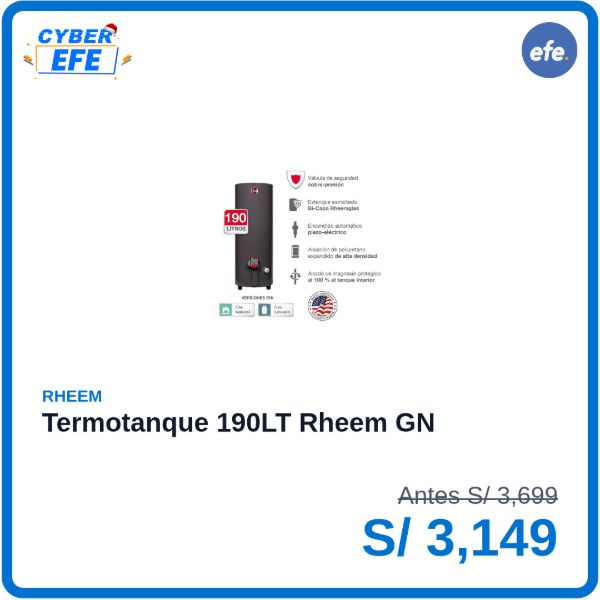 CYBER
EFE
efe.
Válvula de seguridad
sobre-presión
Estanque esmaltado
Bi-Capa Rheemglas
190
LITROS
Encendido automático
piezo-eléctrico
Aislación de poliuretano
expandido de alta densidad
Ánodo de magnesio protegido
al 100 % el tanque interior
VERSIONES EN
Gas
Natural
Gas
Licuado
RHEEM
Termotanque 190LT Rheem GN
Antes S/ 3,699
S/ 3,149